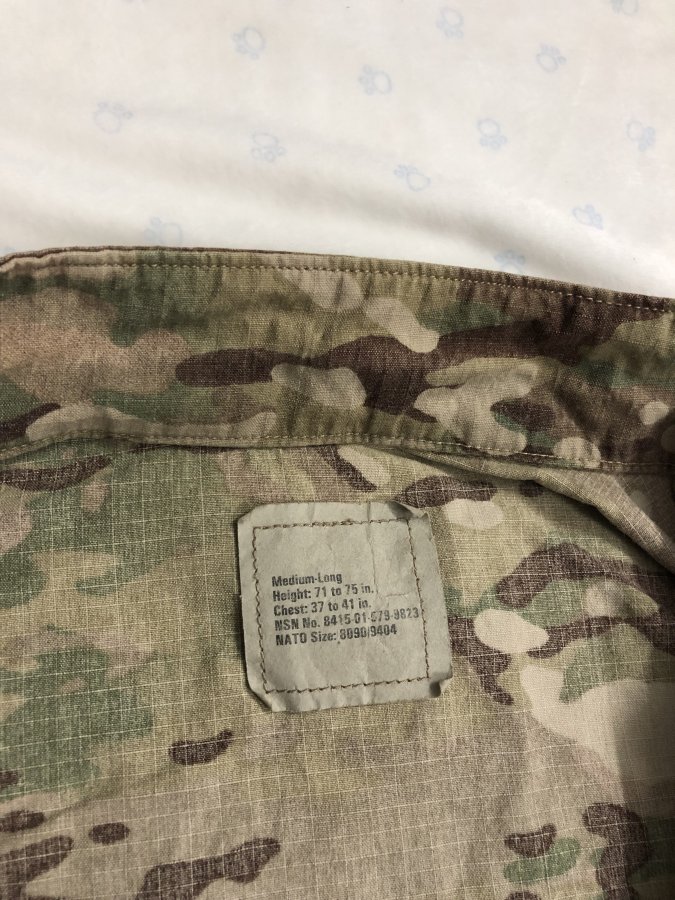 Medium-Long
Height: 71 to 75 in.
Chest: 37 to 41 in.
NSN No. 8415-01-579-9823
NATO Size: 8090/9404